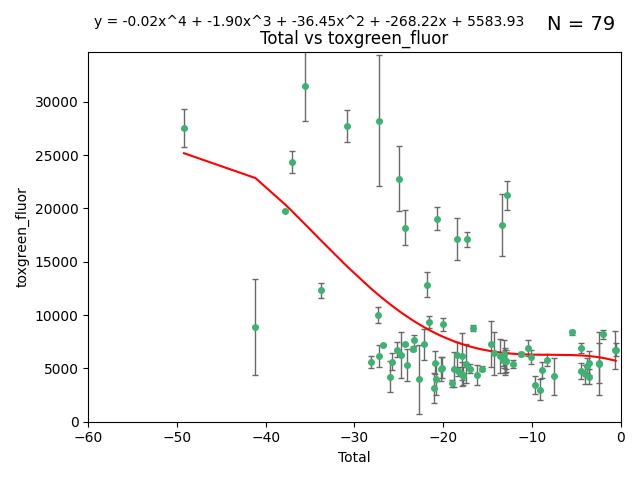 y = -0.02x^4 + -1.90x^3 + -36.45x^2 + -268.22x + 5583.93
N = 79
Total vs toxgreen_fluor
toxgreen_fluor
30000
25000
20000
15000
10000
5000
0
−60
−50
−40
−30
−20
−10
0
Total